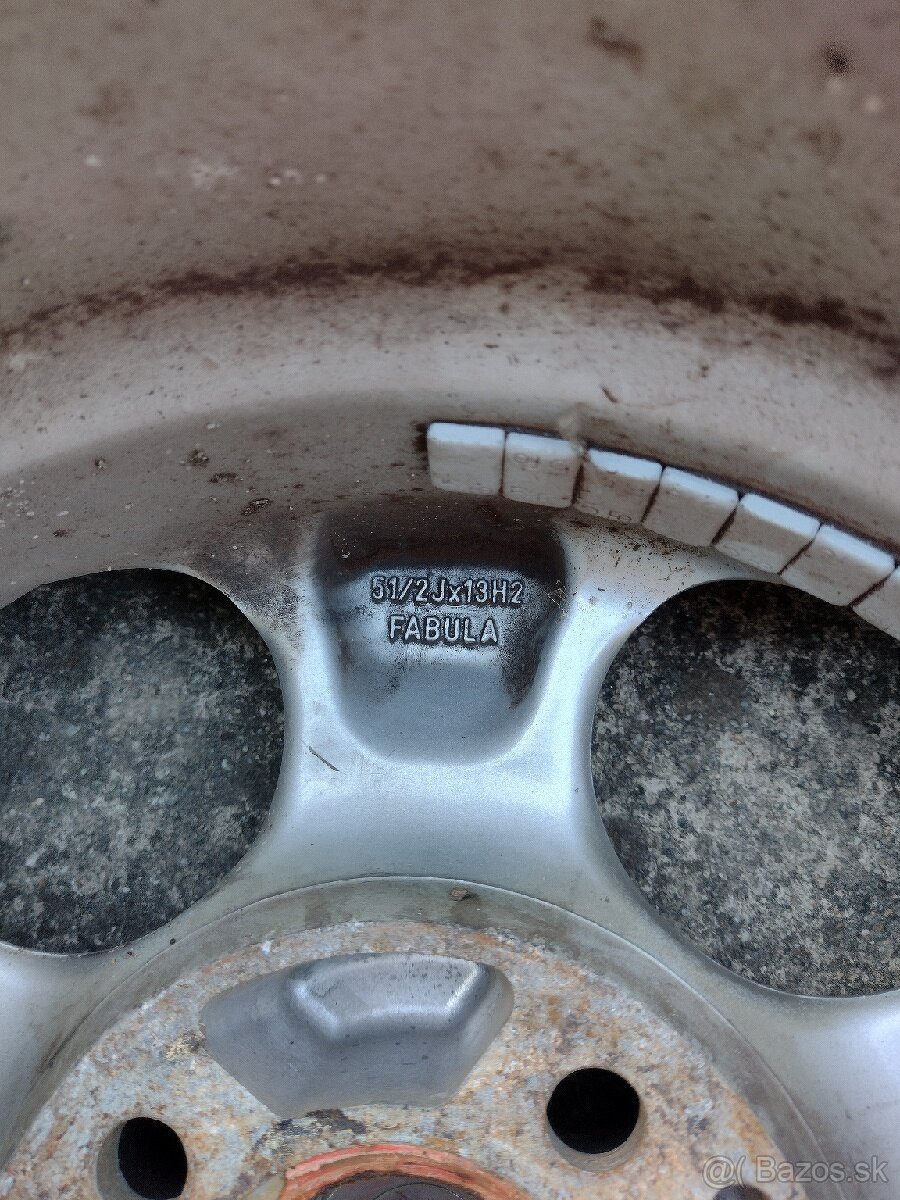 51/2Jx13H2
FABULA
@( Bazos.sk